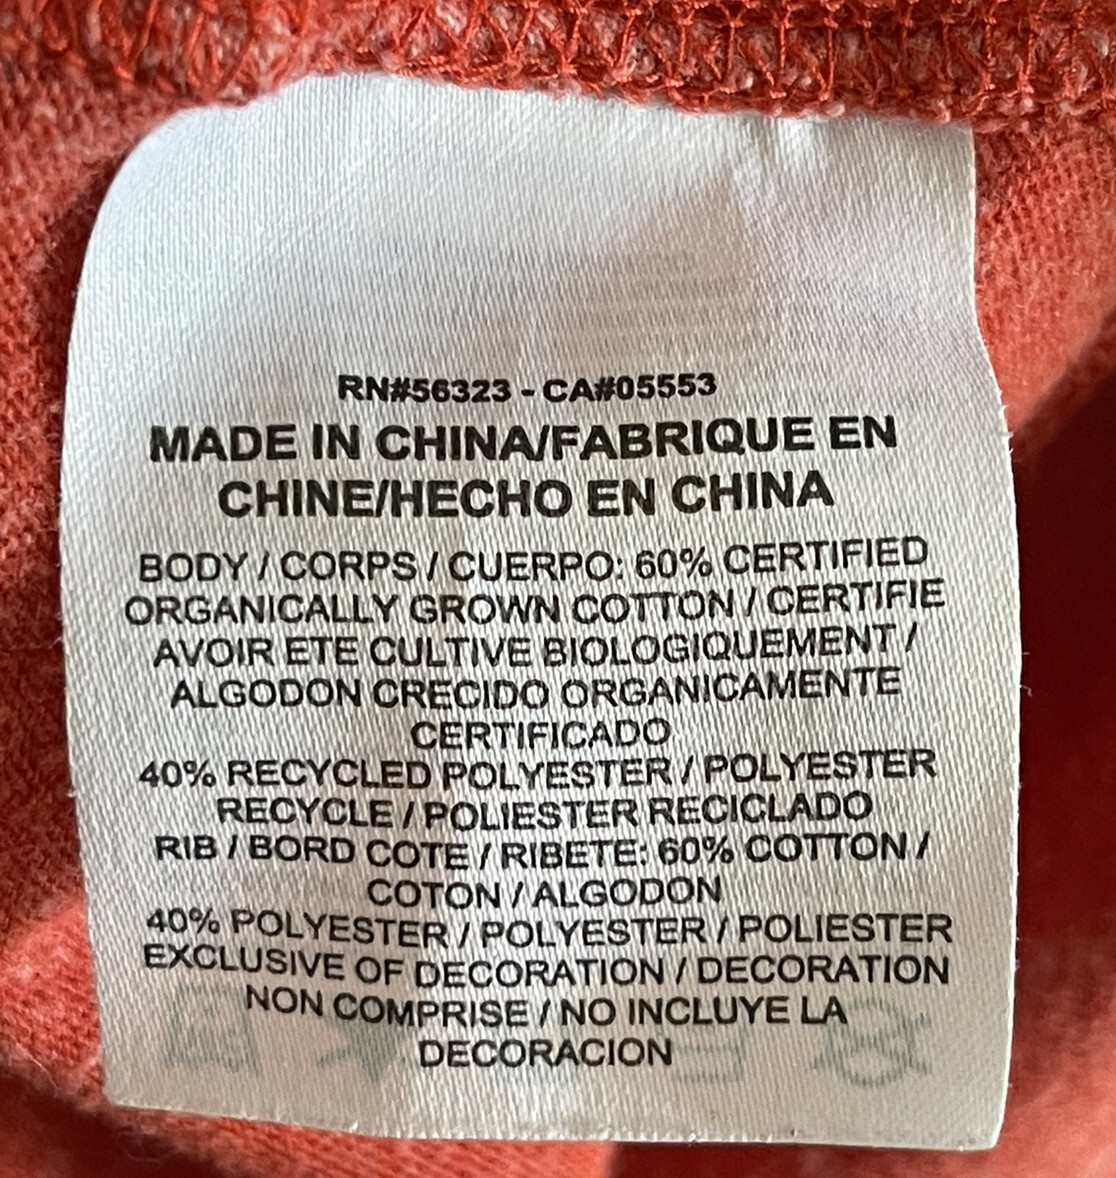 RN#56323 - CA#05553
MADE IN CHINA/FABRIQUE EN
CHINE/HECHO EN CHINA
BODY / CORPS / CUERPO: 60% CERTIFIED
ORGANICALLY GROWN COTTON / CERTIFIE
AVOIR ETE CULTIVE BIOLOGIQUEMENT /
ALGODON CRECIDO ORGANICAMENTE
CERTIFICADO
40% RECYCLED POLYESTER / POLYESTER
RECYCLE / POLIESTER RECICLADO
RIB / BORD COTE / RIBETE: 60% COTTON /
COTON / ALGODON
40% POLYESTER / POLYESTER / POLIESTER
EXCLUSIVE OF DECORATION / DECORATION
NON COMPRISE / NO INCLUYE LA
DECORACION